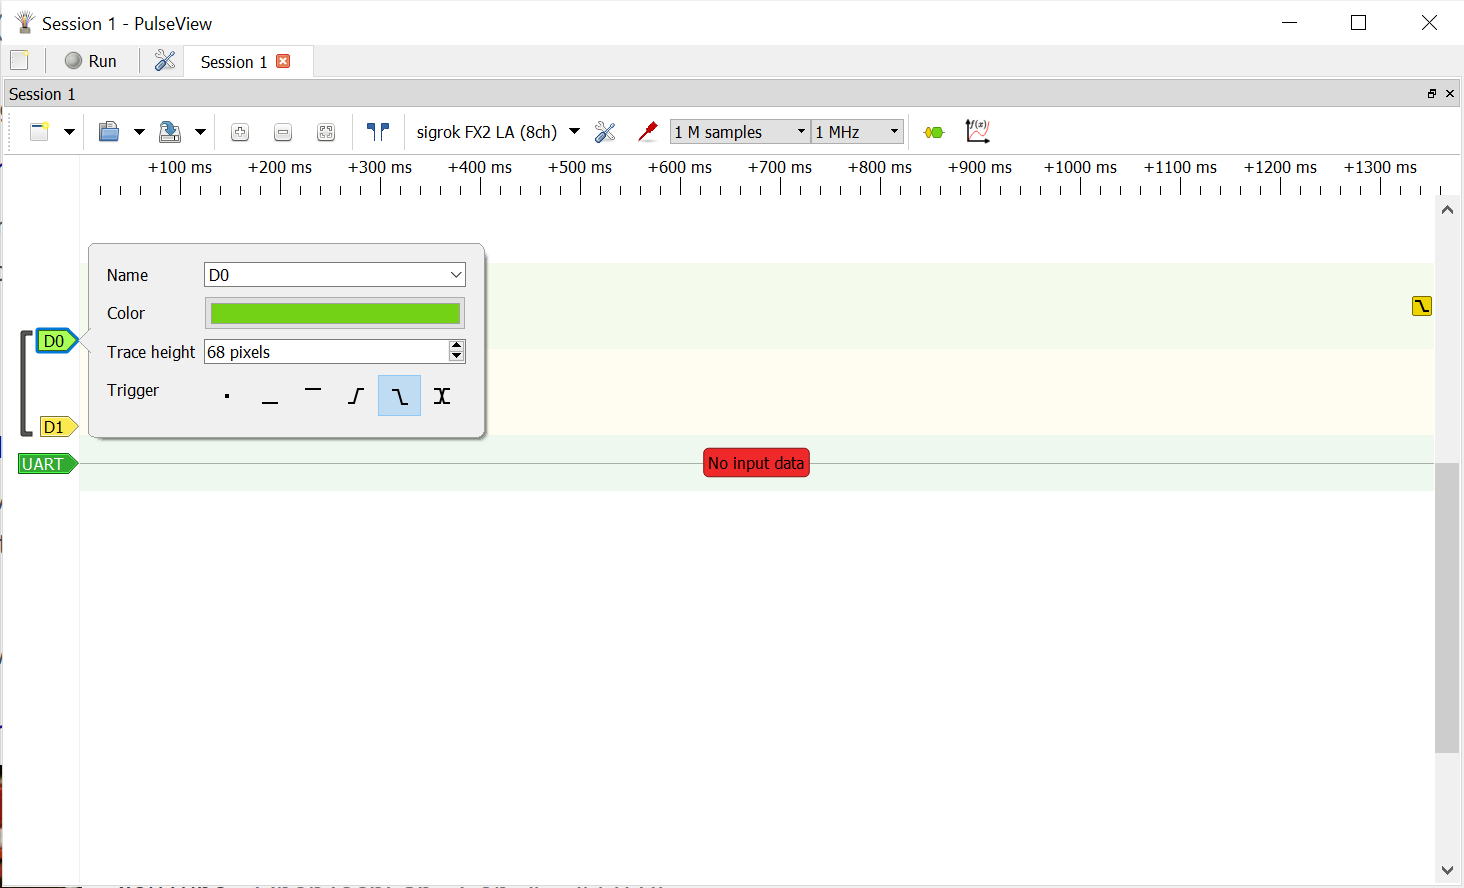 Session 1 - PulseView
Run
Session 1
Session 1
sigrok FX2 LA (8ch)
1 M samples
1 MHz
f(x)
+100 ms +200 ms +300 ms +400 ms +500 ms +600 ms +700 ms +800 ms +900 ms +1000 ms +1100 ms +1200 ms +1300 ms
Name
D0
Color
Trace height
68 pixels
Trigger
D0
D1
UART
No input data